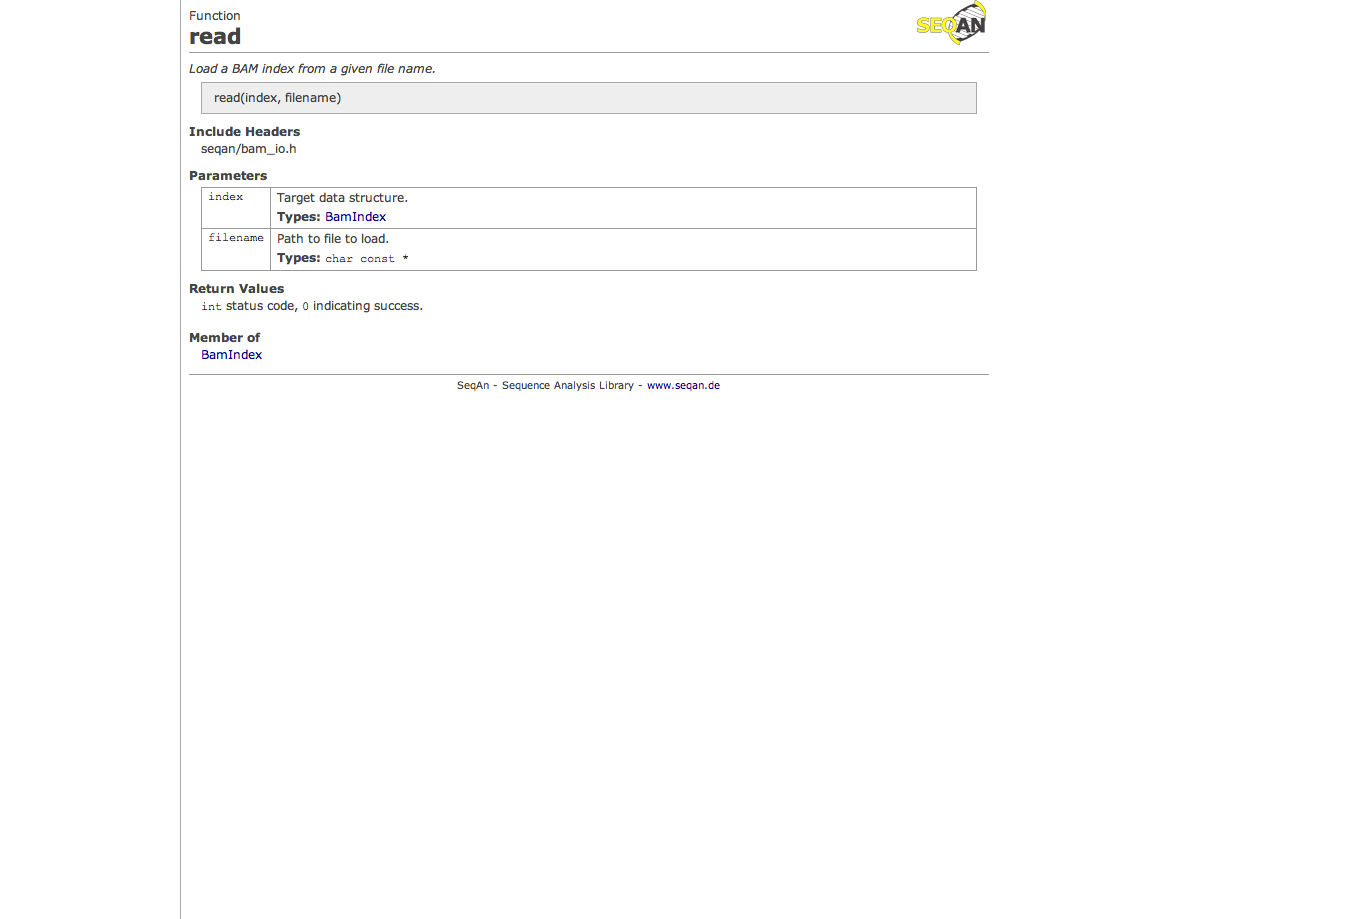 Function
read
SEQAN
Load a BAM index from a given file name.
read(index, filename)
Include Headers
seqan/bam_io.h
Parameters
index Target data structure.
Types: BamIndex
filename Path to file to load.
Types: char const *
Return Values
int status code, 0 indicating success.
Member of
BamIndex
SeqAn - Sequence Analysis Library - www.seqan.de